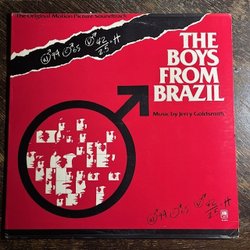 The Original Motion Picture Soundtrack
THE
BOYS
FROM
BRAZIL
Music by Jerry Goldsmith